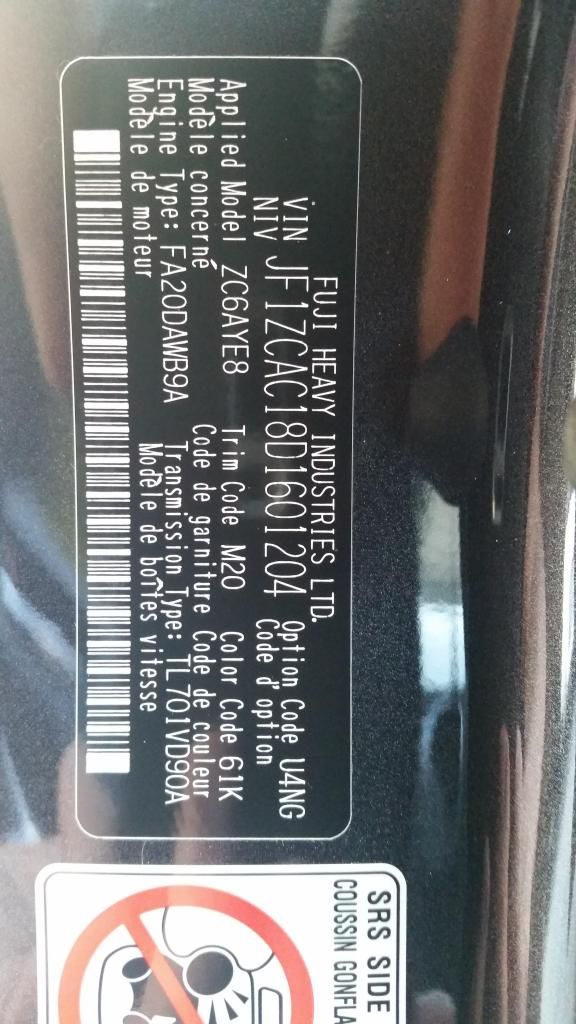 FUJI HEAVY INDUSTRIES LTD.
VIN JF1ZCAC18D1601204 Option Code U4NG
NIV Code d'option
Applied Model ZC6AYE8 Trim Code M20 Color Code 61K
Modèle concerné Code de garniture Code de couleur
Engine Type: FA20DAWB9A Transmission Type: TL701VD90A
Modèle de moteur Modèle de boîtes vitesse
SRS SIDE
COUSSIN